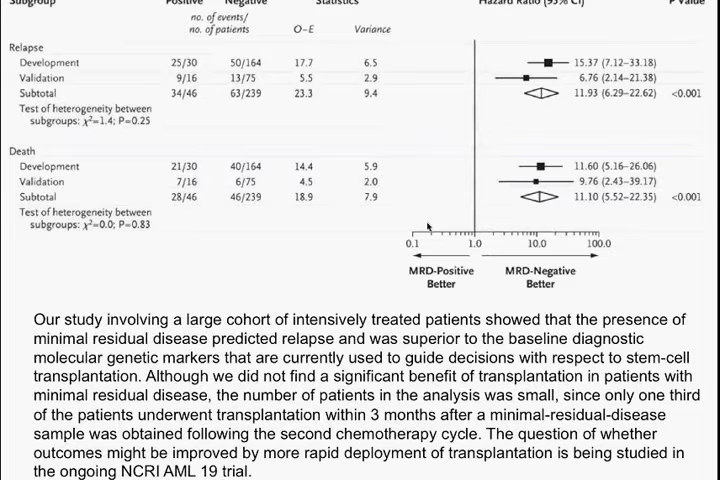 Subgroup Positive Negative Statistics Hazard Ratio (95% CI) P Value
no. of events/
no. of patients O–E Variance
Relapse
Development 25/30 50/164 17.7 6.5 15.37 (7.12–33.18)
Validation 9/16 13/75 5.5 2.9 6.76 (2.14–21.38)
Subtotal 34/46 63/239 23.3 9.4 11.93 (6.29–22.62) <0.001
Test of heterogeneity between
subgroups: χ²=1.4; P=0.25
Death
Development 21/30 40/164 14.4 5.9 11.60 (5.16–26.06)
Validation 7/16 6/75 4.5 2.0 9.76 (2.43–39.17)
Subtotal 28/46 46/239 18.9 7.9 11.10 (5.52–22.35) <0.001
Test of heterogeneity between
subgroups: χ²=0.0; P=0.83
0.1 1.0 10.0 100.0
MRD-Positive MRD-Negative
Better Better
Our study involving a large cohort of intensively treated patients showed that the presence of
minimal residual disease predicted relapse and was superior to the baseline diagnostic
molecular genetic markers that are currently used to guide decisions with respect to stem-cell
transplantation. Although we did not find a significant benefit of transplantation in patients with
minimal residual disease, the number of patients in the analysis was small, since only one third
of the patients underwent transplantation within 3 months after a minimal-residual-disease
sample was obtained following the second chemotherapy cycle. The question of whether
outcomes might be improved by more rapid deployment of transplantation is being studied in
the ongoing NCRI AML 19 trial.